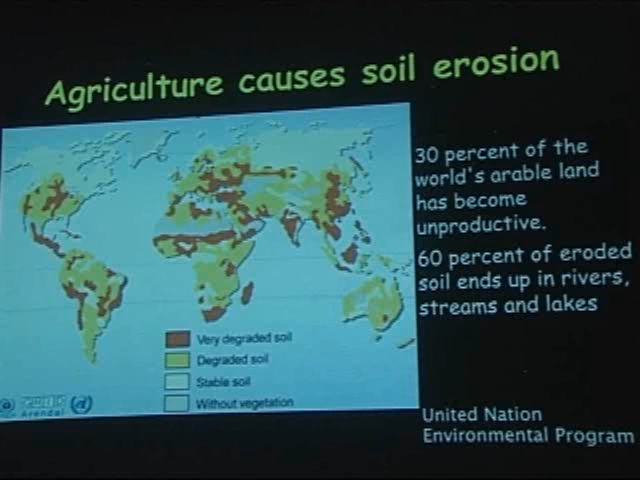 Agriculture causes soil erosion
30 percent of the
world's arable land
has become
unproductive.
60 percent of eroded
soil ends up in rivers,
streams and lakes
Very degraded soil
Degraded soil
Stable soil
Without vegetation
Arendal
United Nation
Environmental Program